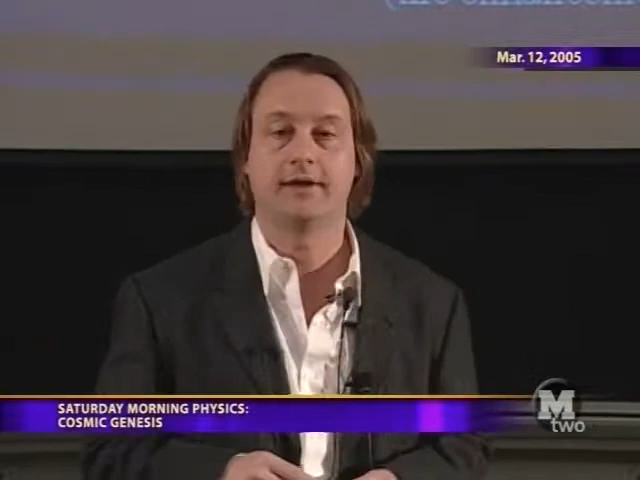 Mar. 12, 2005
SATURDAY MORNING PHYSICS:
COSMIC GENESIS
M
two